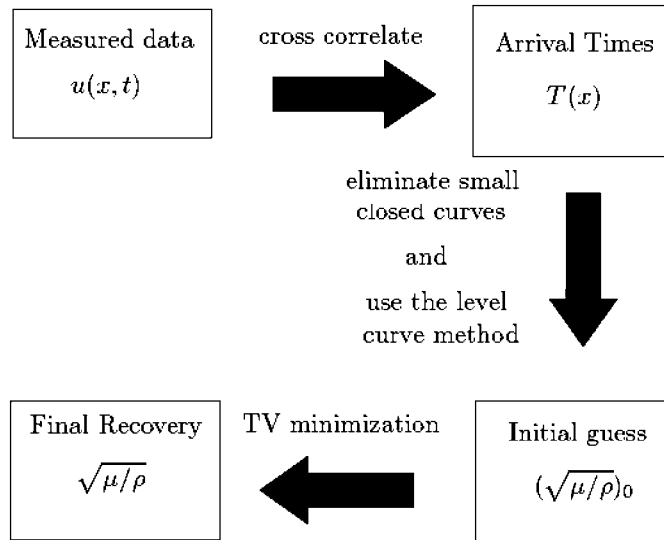 Measured data
u(x, t)
cross correlate
Arrival Times
T(x)
eliminate small
closed curves
and
use the level
curve method
Initial guess
(√μ/ρ)₀
TV minimization
Final Recovery
√μ/ρ